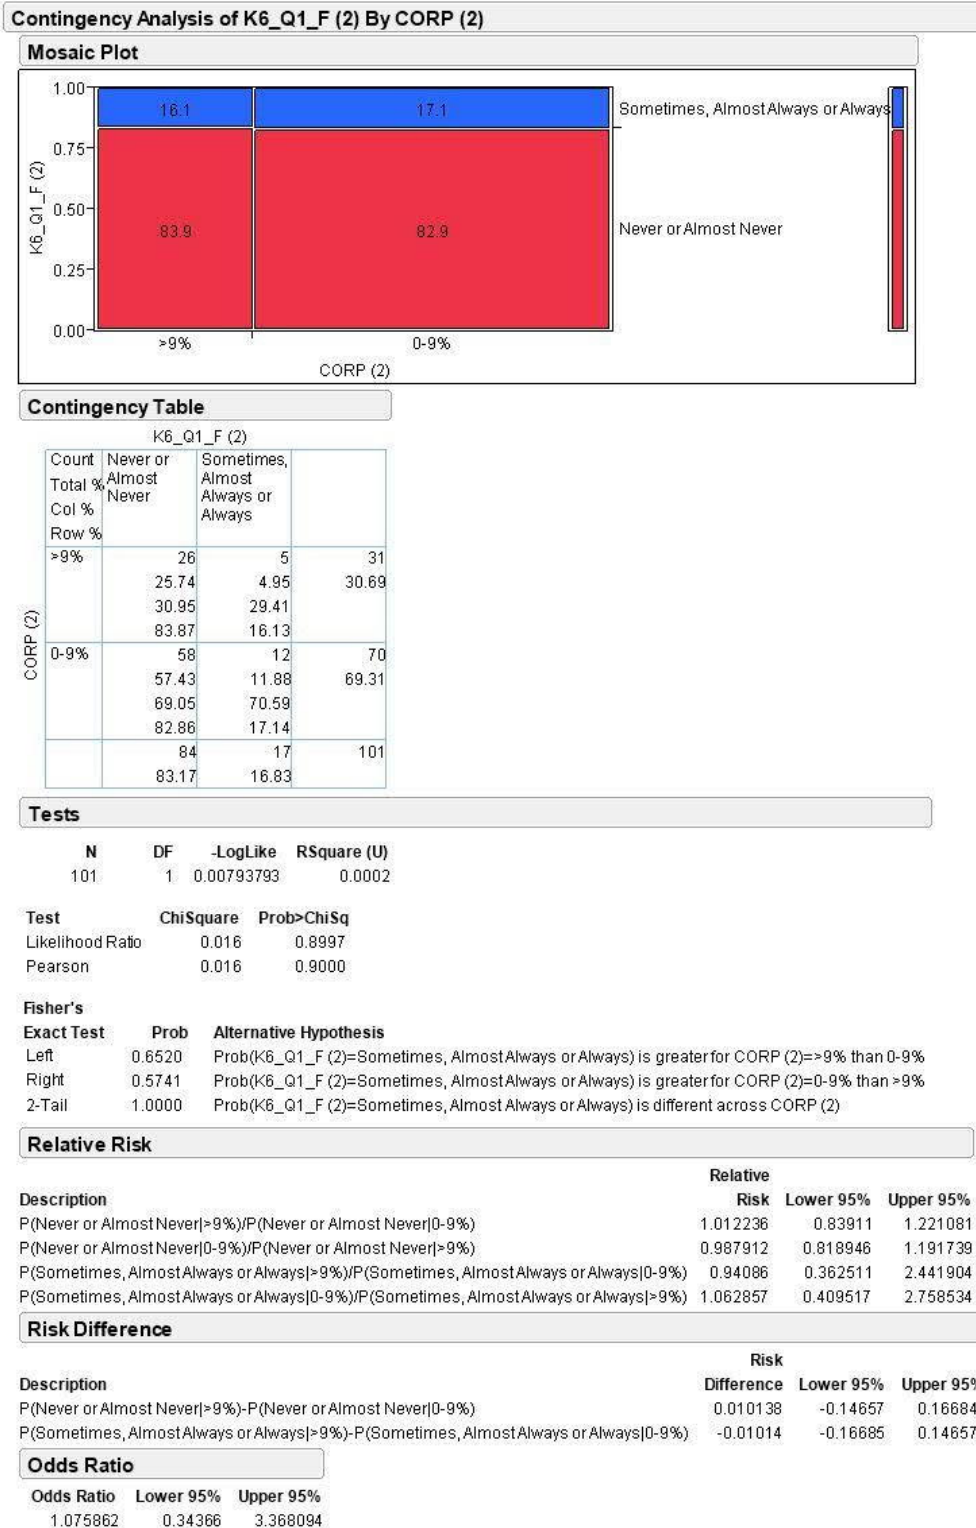 Contingency Analysis of K6_Q1_F (2) By CORP (2)
Mosaic Plot
1.00
0.75
0.50
0.25
0.00
K6_Q1_F (2)
16.1 17.1 Sometimes, Almost Always or Always
83.9 82.9 Never or Almost Never
>9% 0-9%
CORP (2)
Contingency Table
K6_Q1_F (2)
CORP (2)
Count Never or Sometimes,
Total % Almost Almost
Col % Never Always or
Row % Always
>9% 26 5 31
25.74 4.95 30.69
30.95 29.41
83.87 16.13
0-9% 58 12 70
57.43 11.88 69.31
69.05 70.59
82.86 17.14
84 17 101
83.17 16.83
Tests
N DF -LogLike RSquare (U)
101 1 0.00793793 0.0002
Test ChiSquare Prob>ChiSq
Likelihood Ratio 0.016 0.8997
Pearson 0.016 0.9000
Fisher's
Exact Test Prob Alternative Hypothesis
Left 0.6520 Prob(K6_Q1_F (2)=Sometimes, Almost Always or Always) is greater for CORP (2)=>9% than 0-9%
Right 0.5741 Prob(K6_Q1_F (2)=Sometimes, Almost Always or Always) is greater for CORP (2)=0-9% than >9%
2-Tail 1.0000 Prob(K6_Q1_F (2)=Sometimes, Almost Always or Always) is different across CORP (2)
Relative Risk
Relative
Description Risk Lower 95% Upper 95%
P(Never or Almost Never|>9%)/P(Never or Almost Never|0-9%) 1.012236 0.83911 1.221081
P(Never or Almost Never|0-9%)/P(Never or Almost Never|>9%) 0.987912 0.818946 1.191739
P(Sometimes, Almost Always or Always|>9%)/P(Sometimes, Almost Always or Always|0-9%) 0.94086 0.362511 2.441904
P(Sometimes, Almost Always or Always|0-9%)/P(Sometimes, Almost Always or Always|>9%) 1.062857 0.409517 2.758534
Risk Difference
Risk
Description Difference Lower 95% Upper 95%
P(Never or Almost Never|>9%)-P(Never or Almost Never|0-9%) 0.010138 -0.14657 0.16684
P(Sometimes, Almost Always or Always|>9%)-P(Sometimes, Almost Always or Always|0-9%) -0.01014 -0.16685 0.14657
Odds Ratio
Odds Ratio Lower 95% Upper 95%
1.075862 0.34366 3.368094